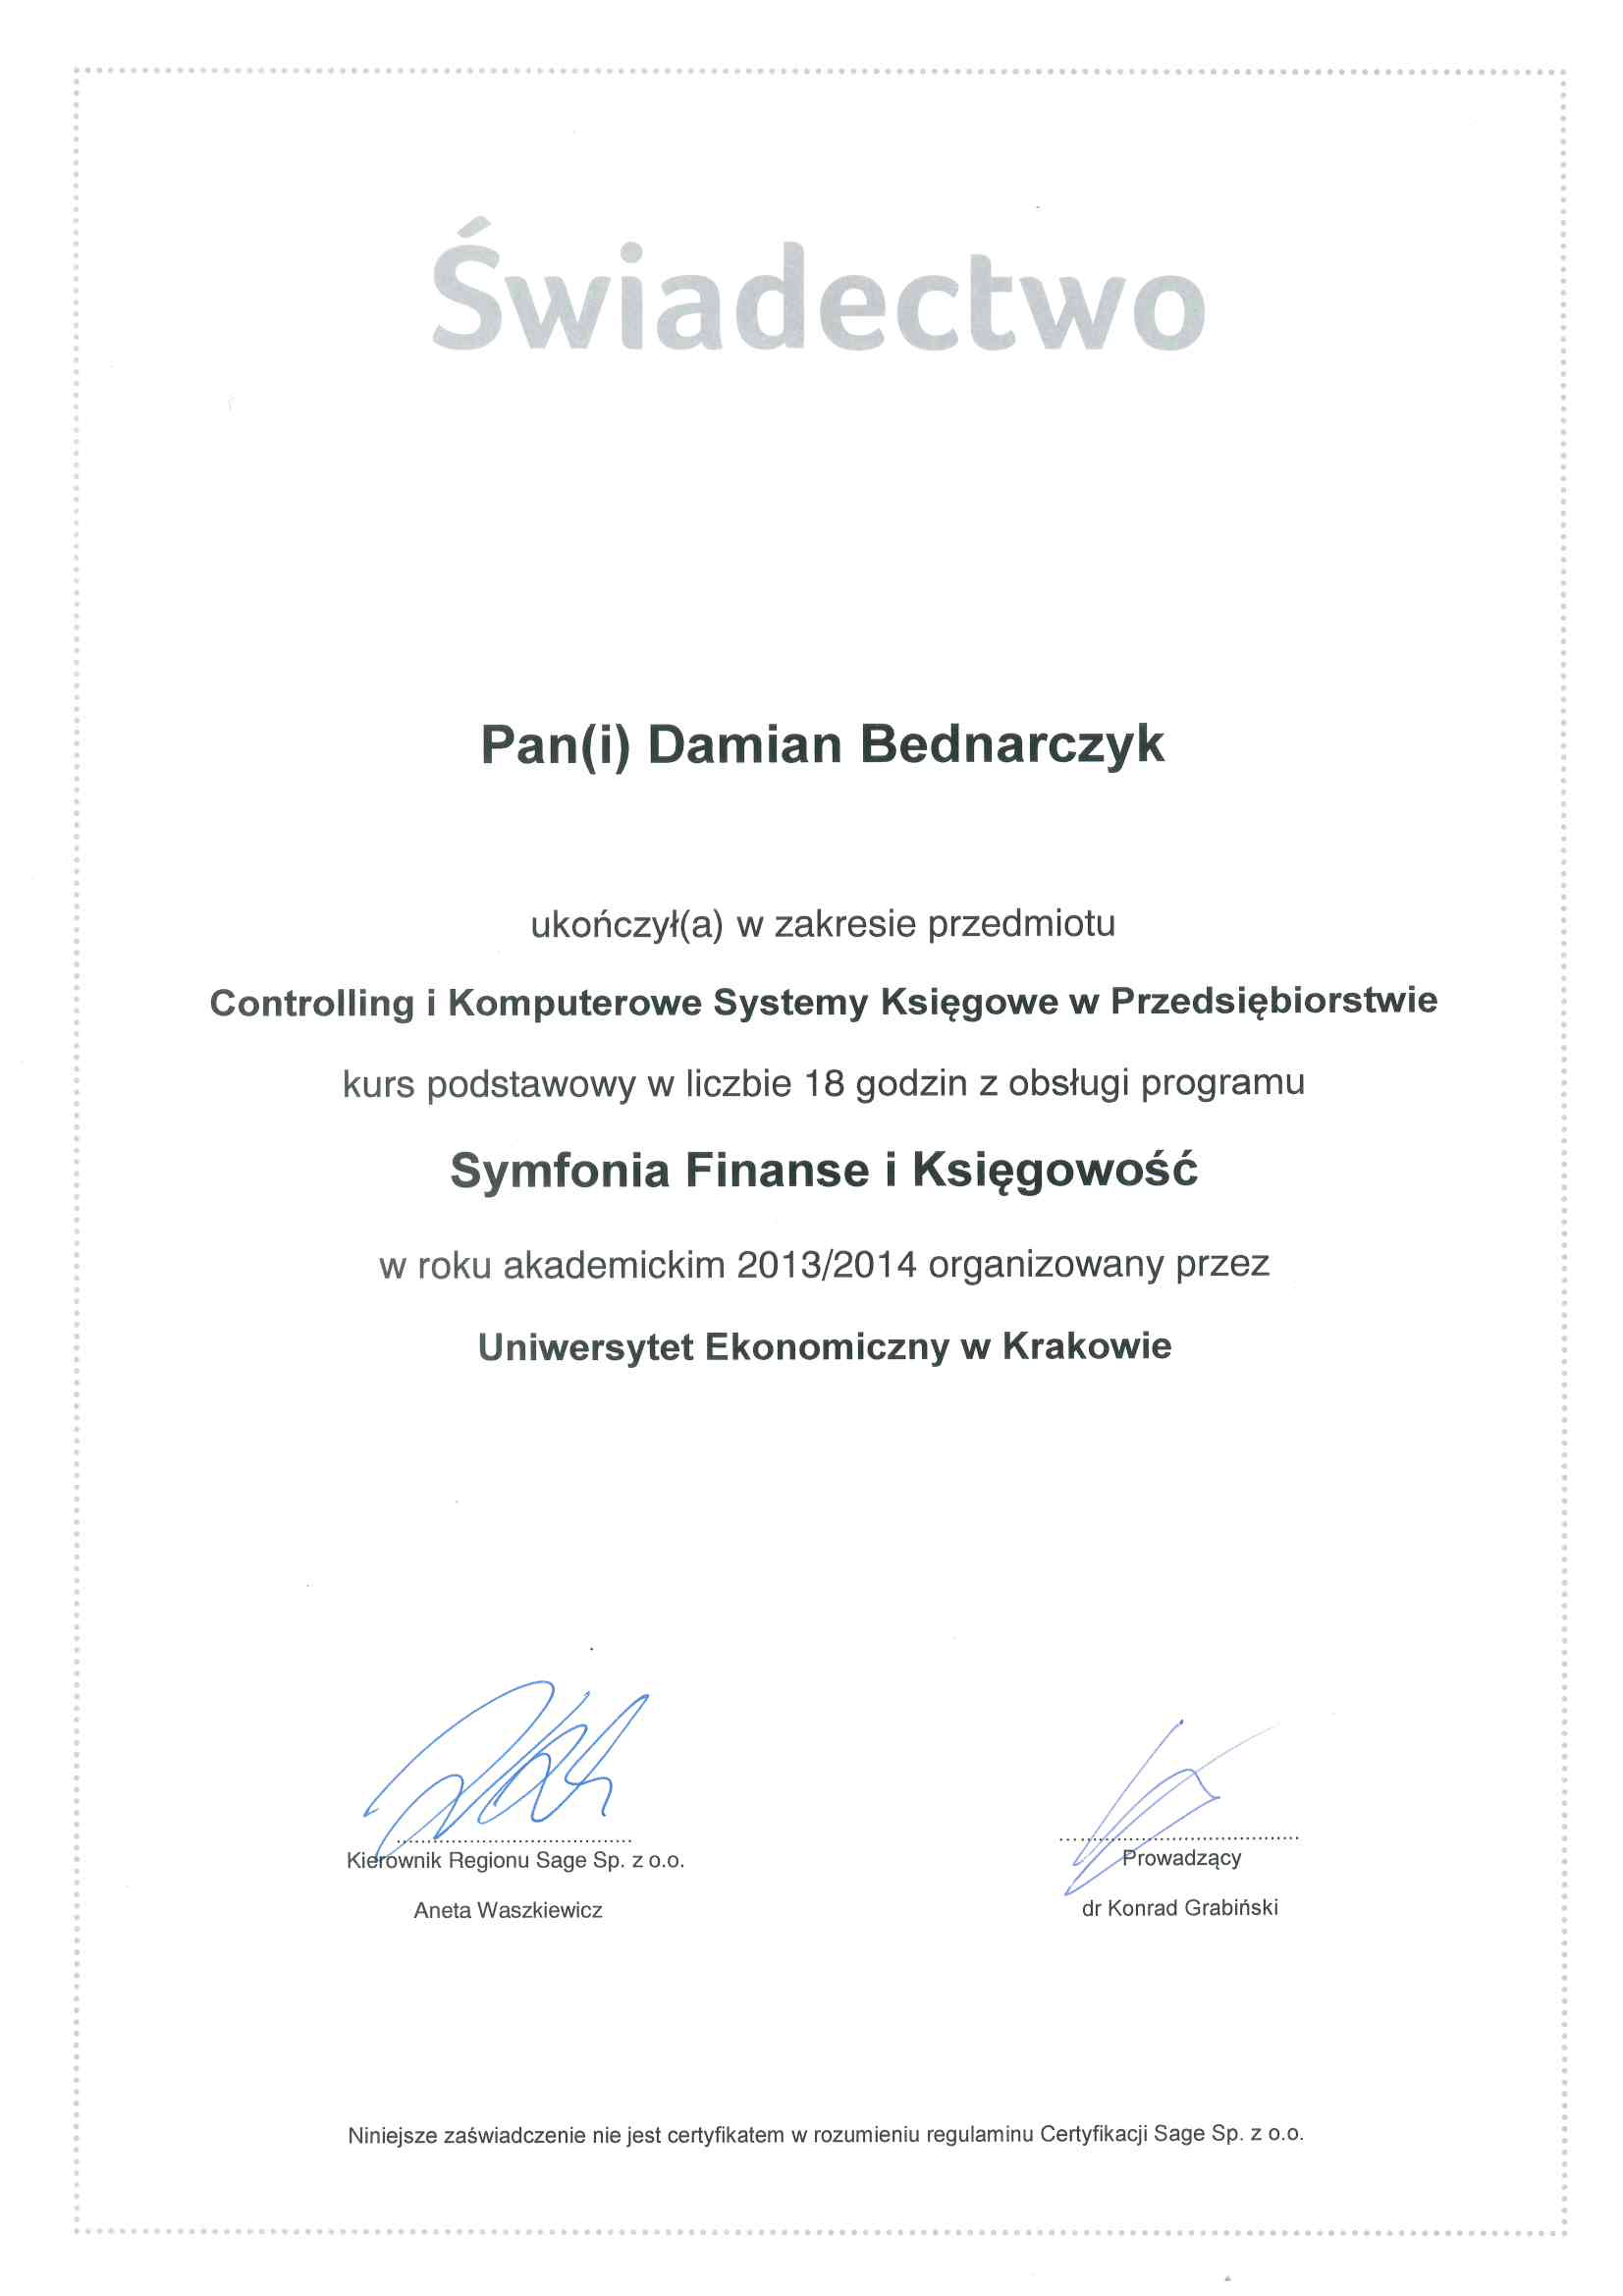 Świadectwo
Pan(i) Damian Bednarczyk
ukończył(a) w zakresie przedmiotu
Controlling i Komputerowe Systemy Księgowe w Przedsiębiorstwie
kurs podstawowy w liczbie 18 godzin z obsługi programu
Symfonia Finanse i Księgowość
w roku akademickim 2013/2014 organizowany przez
Uniwersytet Ekonomiczny w Krakowie
Kierownik Regionu Sage Sp. z o.o.
Aneta Waszkiewicz
Prowadzący
dr Konrad Grabiński
Niniejsze zaświadczenie nie jest certyfikatem w rozumieniu regulaminu Certyfikacji Sage Sp. z o.o.